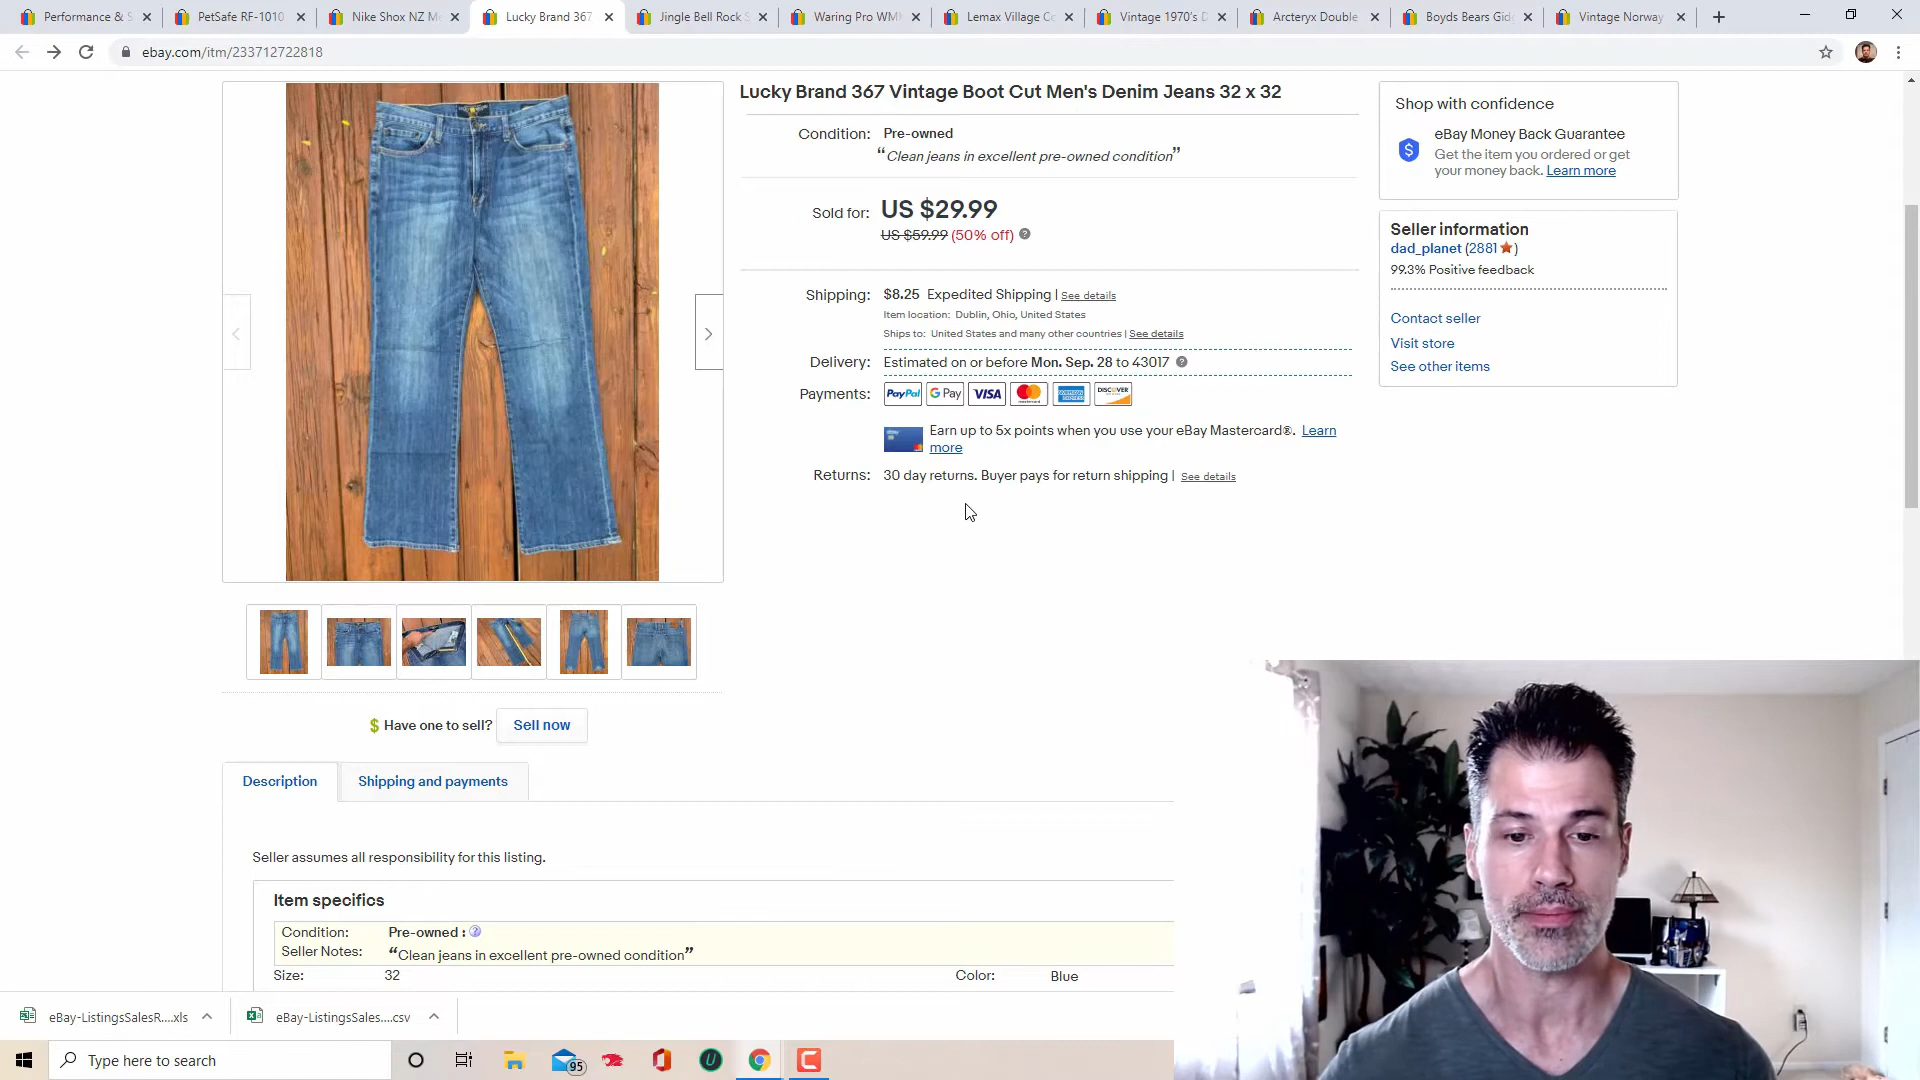 Performance & S
PetSafe RF-1010
Nike Shox NZ Me
Lucky Brand 367
Jingle Bell Rock S
Waring Pro WM
Lemax Village C
Vintage 1970's D
Arcteryx Double
Boyds Bears Gid
Vintage Norway
ebay.com/itm/233712722818
Lucky Brand 367 Vintage Boot Cut Men's Denim Jeans 32 x 32
Condition: Pre-owned
“Clean jeans in excellent pre-owned condition”
Sold for: US $29.99
US $59.99 (50% off)
Shipping: $8.25 Expedited Shipping | See details
Item location: Dublin, Ohio, United States
Ships to: United States and many other countries | See details
Delivery: Estimated on or before Mon. Sep. 28 to 43017
Payments: PayPal G Pay VISA DISCOVER
Earn up to 5x points when you use your eBay Mastercard®. Learn
more
Returns: 30 day returns. Buyer pays for return shipping | See details
Shop with confidence
eBay Money Back Guarantee
Get the item you ordered or get
your money back. Learn more
Seller information
dad_planet (2881)
99.3% Positive feedback
Contact seller
Visit store
See other items
Have one to sell? Sell now
Description
Shipping and payments
Seller assumes all responsibility for this listing.
Item specifics
Condition: Pre-owned :
Seller Notes: “Clean jeans in excellent pre-owned condition”
Size: 32 Color: Blue
eBay-ListingsSalesR....xls
eBay-ListingsSales....csv
Type here to search
95